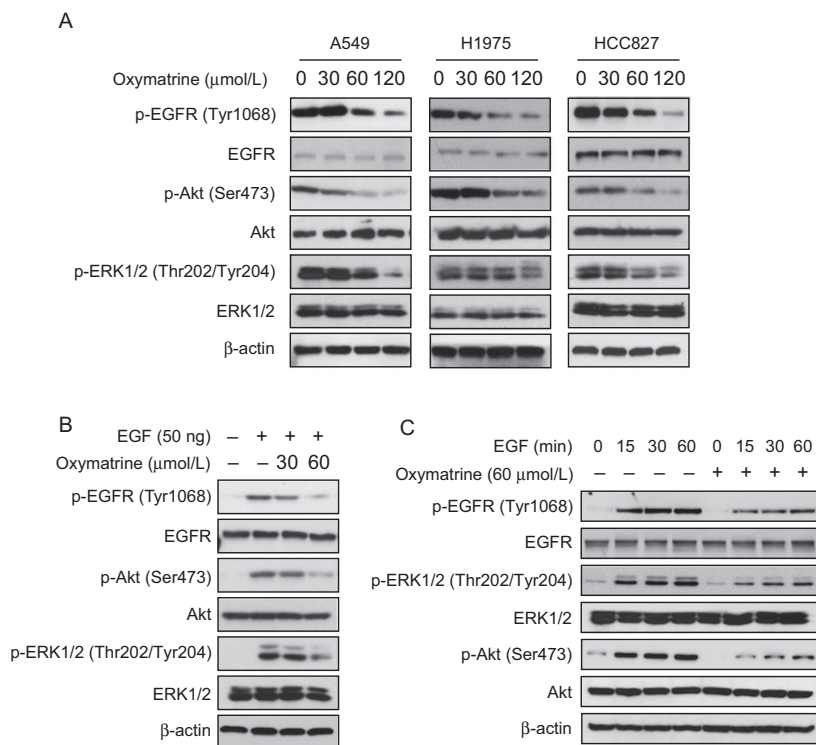 A
A549 H1975 HCC827
Oxymatrine (μmol/L) 0 30 60 120 0 30 60 120 0 30 60 120
p-EGFR (Tyr1068)
EGFR
p-Akt (Ser473)
Akt
p-ERK1/2 (Thr202/Tyr204)
ERK1/2
β-actin
B
EGF (50 ng) – + + +
Oxymatrine (μmol/L) – – 30 60
p-EGFR (Tyr1068)
EGFR
p-Akt (Ser473)
Akt
p-ERK1/2 (Thr202/Tyr204)
ERK1/2
β-actin
C
EGF (min) 0 15 30 60 0 15 30 60
Oxymatrine (60 μmol/L) – – – – + + + +
p-EGFR (Tyr1068)
EGFR
p-ERK1/2 (Thr202/Tyr204)
ERK1/2
p-Akt (Ser473)
Akt
β-actin